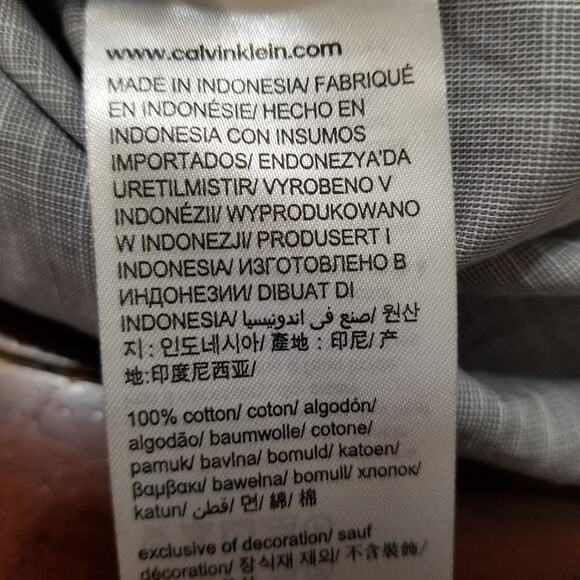 www.calvinklein.com
MADE IN INDONESIA/ FABRIQUÉ
EN INDONÉSIE/ HECHO EN
INDONESIA CON INSUMOS
IMPORTADOS/ ENDONEZYA'DA
URETILMISTIR/ VYROBENO V
INDONÉZII/ WYPRODUKOWANO
W INDONEZJI/ PRODUSERT I
INDONESIA/ ИЗГОТОВЛЕНО В
ИНДОНЕЗИИ/ DIBUAT DI
INDONESIA/ صنع في اندونيسيا/ 원산
지 : 인도네시아/ 產地 : 印尼/ 产
地:印度尼西亚/
100% cotton/ coton/ algodón/
algodão/ baumwolle/ cotone/
pamuk/ bavlna/ bomuld/ katoen/
βαμβακι/ bawełna/ bomull/ хлопок/
katun/ قطن/ 면/ 綿/ 棉
exclusive of decoration/ sauf
décoration/ 장식재 제외/ 不含裝飾/